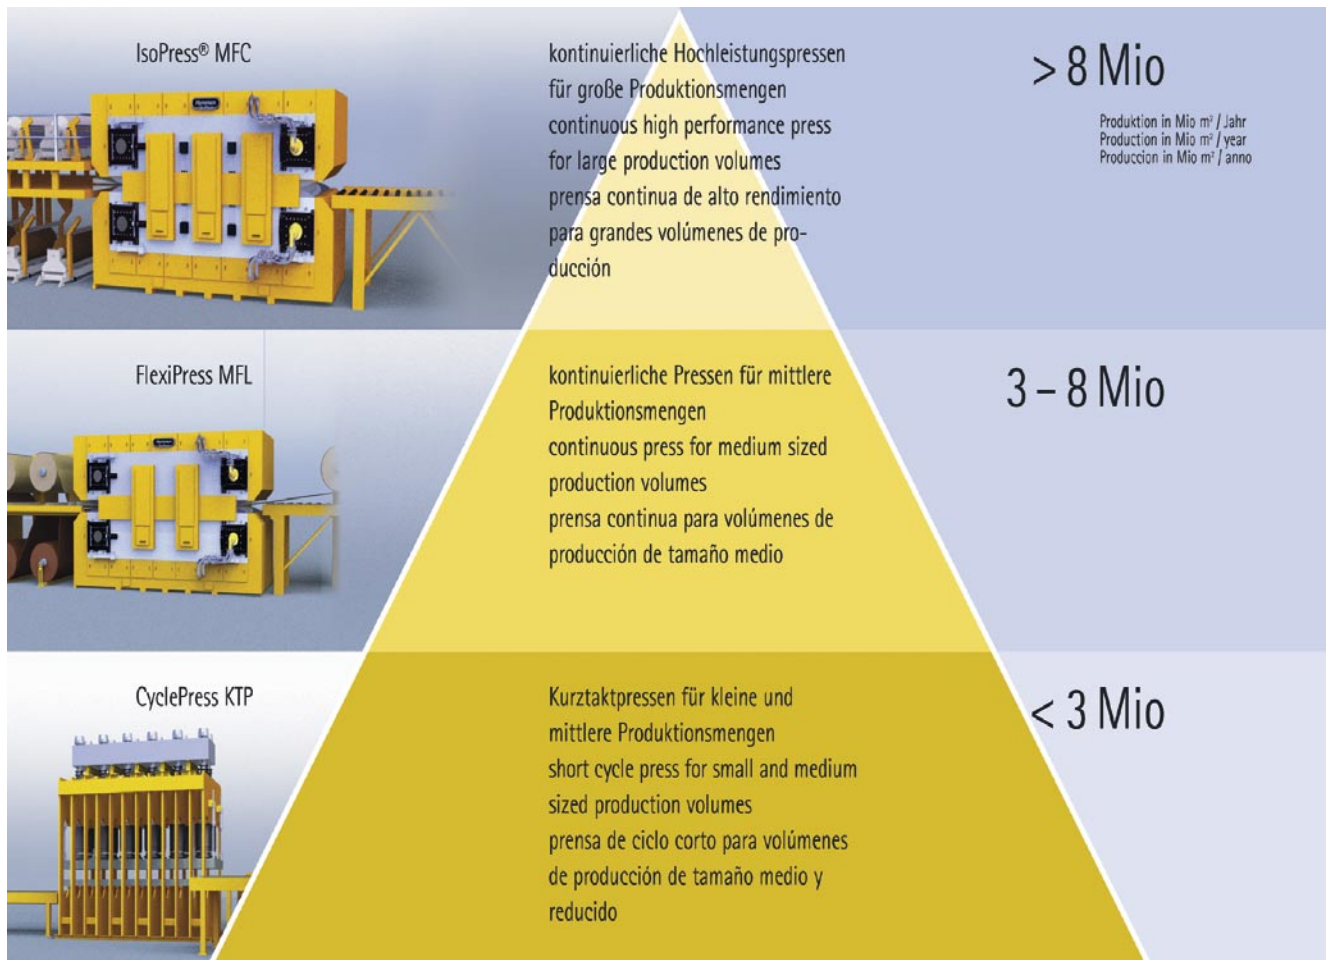 IsoPress® MFC
kontinuierliche Hochleistungspressen
für große Produktionsmengen
continuous high performance press
for large production volumes
prensa continua de alto rendimiento
para grandes volúmenes de pro-
ducción
> 8 Mio
Produktion in Mio m² / Jahr
Production in Mio m² / year
Produccion in Mio m² / anno
FlexiPress MFL
kontinuierliche Pressen für mittlere
Produktionsmengen
continuous press for medium sized
production volumes
prensa continua para volúmenes de
producción de tamaño medio
3 – 8 Mio
CyclePress KTP
Kurztaktpressen für kleine und
mittlere Produktionsmengen
short cycle press for small and medium
sized production volumes
prensa de ciclo corto para volúmenes
de producción de tamaño medio y
reducido
< 3 Mio